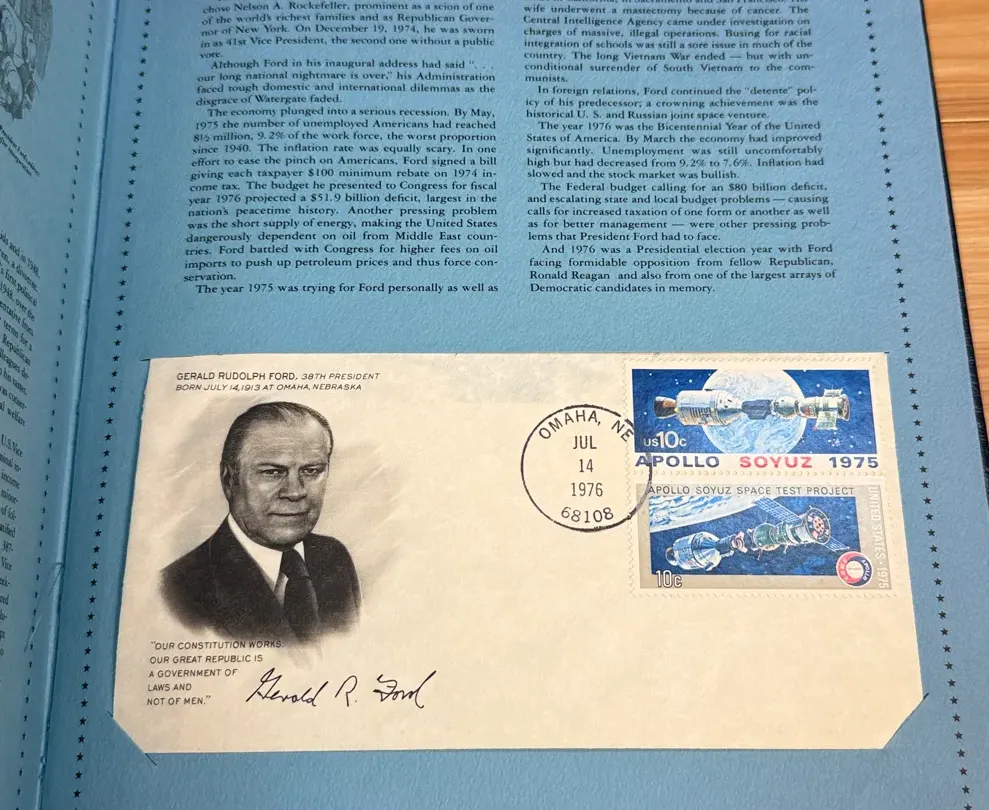 chose Nelson A. Rockefeller, prominent as a scion of one
of the world's richest families and as Republican Gover-
nor of New York. On December 19, 1974, he was sworn
in as 41st Vice President, the second one without a public
vote.
Although Ford in his inaugural address had said “. . .
our long national nightmare is over,” his Administration
faced tough domestic and international dilemmas as the
disgrace of Watergate faded.
The economy plunged into a serious recession. By May,
1975 the number of unemployed Americans had reached
8½ million, 9.2% of the work force, the worst proportion
since 1940. The inflation rate was equally scary. In one
effort to ease the pinch on Americans, Ford signed a bill
giving each taxpayer $100 minimum rebate on 1974 in-
come tax. The budget he presented to Congress for fiscal
year 1976 projected a $51.9 billion deficit, largest in the
nation's peacetime history. Another pressing problem
was the short supply of energy, making the United States
dangerously dependent on oil from Middle East coun-
tries. Ford battled with Congress for higher fees on oil
imports to push up petroleum prices and thus force con-
servation.
The year 1975 was trying for Ford personally as well as
wife underwent a mastectomy because of cancer. The
Central Intelligence Agency came under investigation on
charges of massive, illegal operations. Busing for racial
integration of schools was still a sore issue in much of the
country. The long Vietnam War ended — but with un-
conditional surrender of South Vietnam to the com-
munists.
In foreign relations, Ford continued the “detente” pol-
icy of his predecessor; a crowning achievement was the
historical U. S. and Russian joint space venture.
The year 1976 was the Bicentennial Year of the United
States of America. By March the economy had improved
significantly. Unemployment was still uncomfortably
high but had decreased from 9.2% to 7.6%. Inflation had
slowed and the stock market was bullish.
The Federal budget calling for an $80 billion deficit,
and escalating state and local budget problems — causing
calls for increased taxation of one form or another as well
as for better management — were other pressing prob-
lems that President Ford had to face.
And 1976 was a Presidential election year with Ford
facing formidable opposition from fellow Republican,
Ronald Reagan and also from one of the largest arrays of
Democratic candidates in memory.
GERALD RUDOLPH FORD, 38TH PRESIDENT
BORN JULY 14, 1913 AT OMAHA, NEBRASKA
OMAHA, NE
JUL
14
1976
68108
US 10c
APOLLO SOYUZ 1975
APOLLO SOYUZ SPACE TEST PROJECT
UNITED STATES · 1975
10c
"OUR CONSTITUTION WORKS.
OUR GREAT REPUBLIC IS
A GOVERNMENT OF
LAWS AND
NOT OF MEN."
Gerald R. Ford